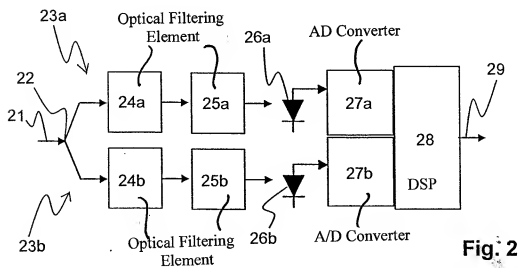 23a
Optical Filtering
Element
26a
AD Converter
22
21
24a
25a
27a
29
28
DSP
24b
25b
27b
23b
Optical Filtering
Element
26b
A/D Converter
Fig. 2